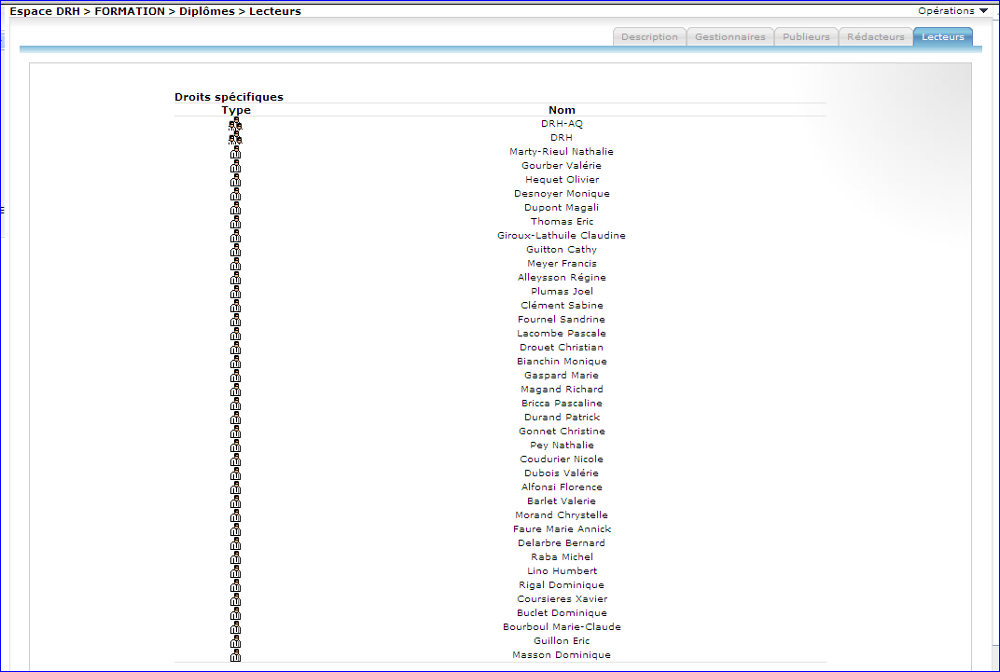 Espace DRH > FORMATION > Diplômes > Lecteurs
Opérations
Description Gestionnaires Publieurs Rédacteurs Lecteurs
Droits spécifiques
Type Nom
DRH-AQ
DRH
Marty-Rieul Nathalie
Gourber Valérie
Hequet Olivier
Desnoyer Monique
Dupont Magali
Thomas Eric
Giroux-Lathuile Claudine
Guitton Cathy
Meyer Francis
Alleysson Régine
Plumas Joel
Clément Sabine
Fournel Sandrine
Lacombe Pascale
Drouet Christian
Bianchin Monique
Gaspard Marie
Magand Richard
Bricca Pascaline
Durand Patrick
Gonnet Christine
Pey Nathalie
Coudurier Nicole
Dubois Valérie
Alfonsi Florence
Barlet Valerie
Morand Chrystelle
Faure Marie Annick
Delarbre Bernard
Raba Michel
Lino Humbert
Rigal Dominique
Coursieres Xavier
Buclet Dominique
Bourboul Marie-Claude
Guillon Eric
Masson Dominique